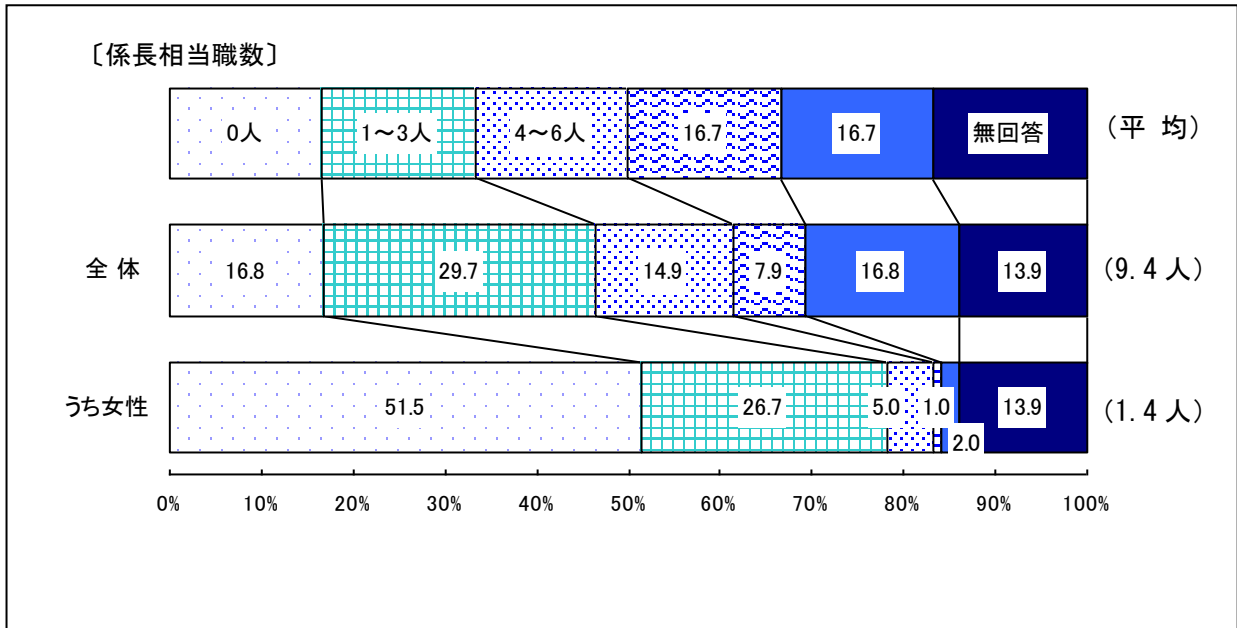 〔係長相当職数〕
0人 1～3人 4～6人 16.7 16.7 無回答 (平 均)
全 体 16.8 29.7 14.9 7.9 16.8 13.9 (9.4 人)
うち女性 51.5 26.7 5.0 1.0 2.0 13.9 (1.4 人)
0% 10% 20% 30% 40% 50% 60% 70% 80% 90% 100%